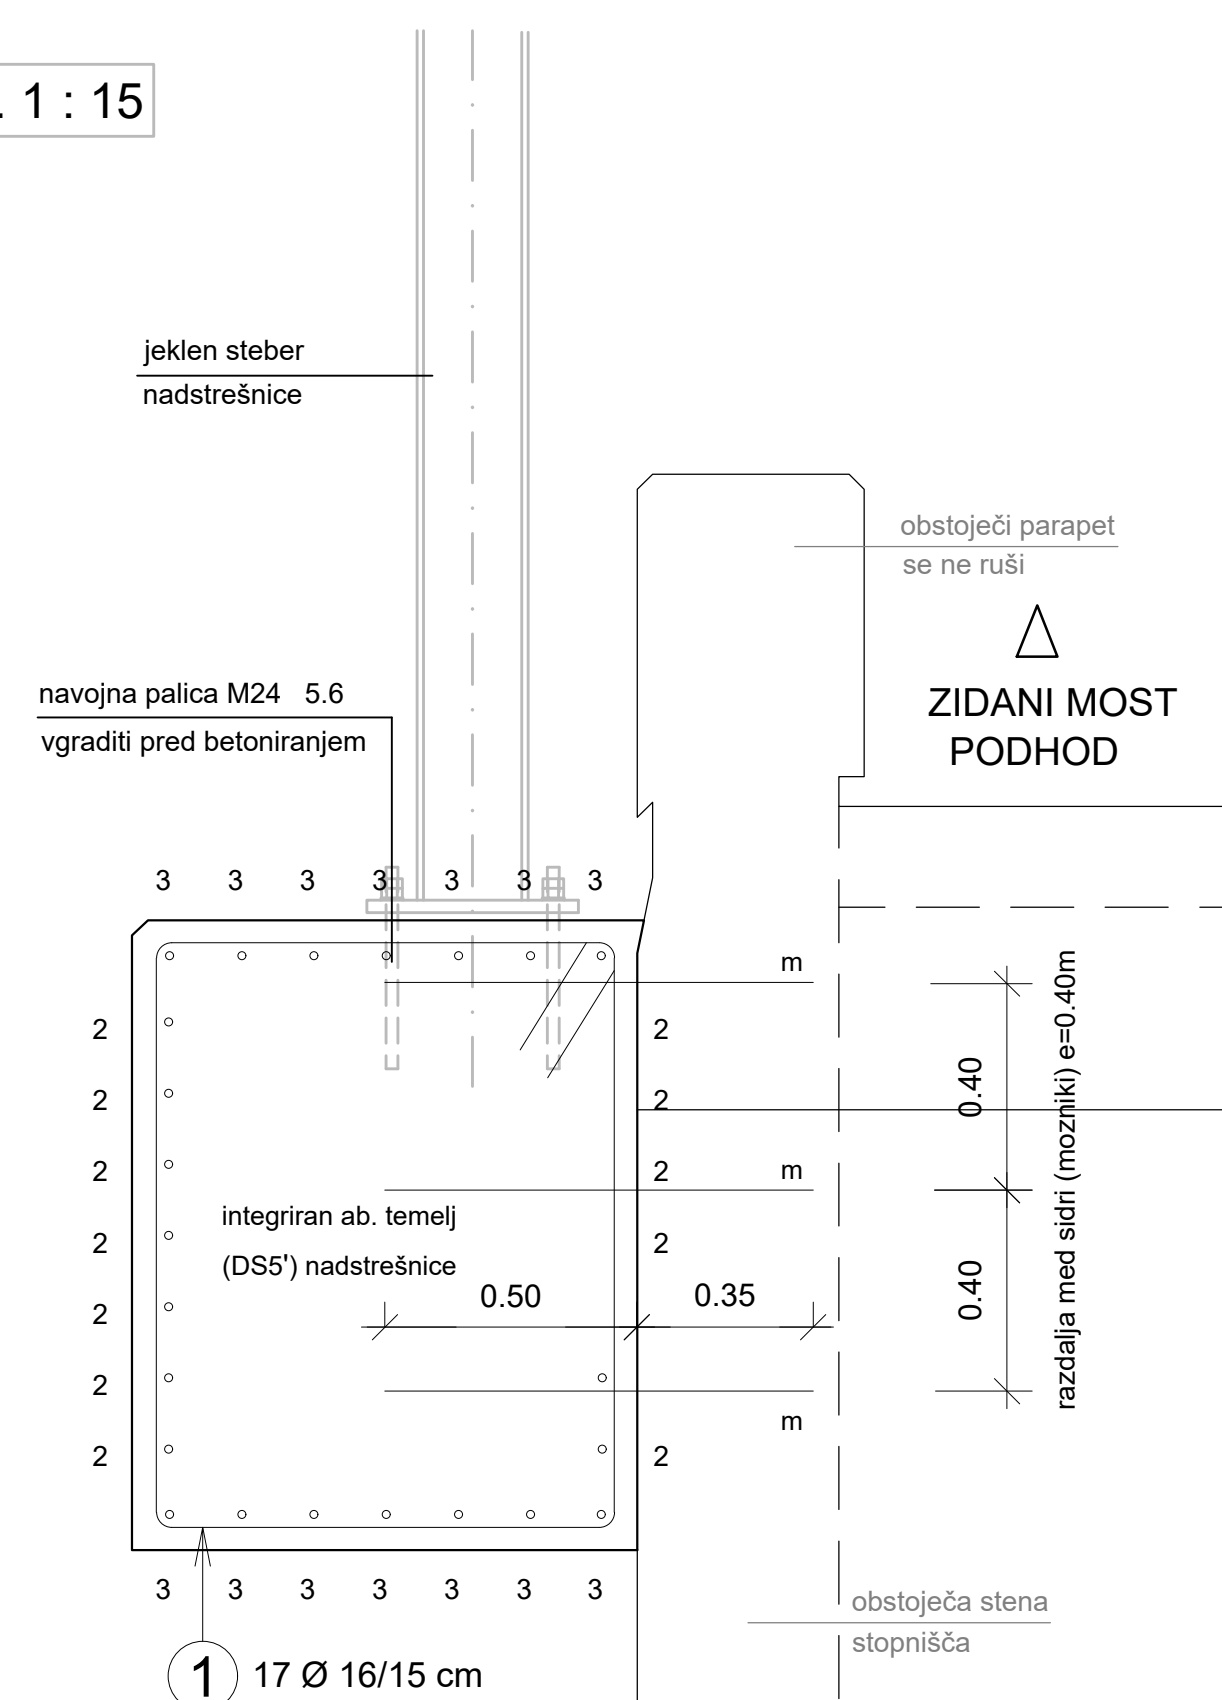 . 1 : 15
jeklen steber
nadstrešnice
obstoječi parapet
se ne ruši
navojna palica M24 5.6
vgraditi pred betoniranjem
ZIDANI MOST
PODHOD
3 3 3 3 3 3 3
m
2 2
2 2
2 2 m
integriran ab. temelj
(DS5') nadstrešnice
2 2
0.50 0.35
2
2
m
2 2
0.40
0.40
razdalja med sidri (mozniki) e=0.40m
3 3 3 3 3 3 3
obstoječa stena
stopnišča
1 17 Ø 16/15 cm